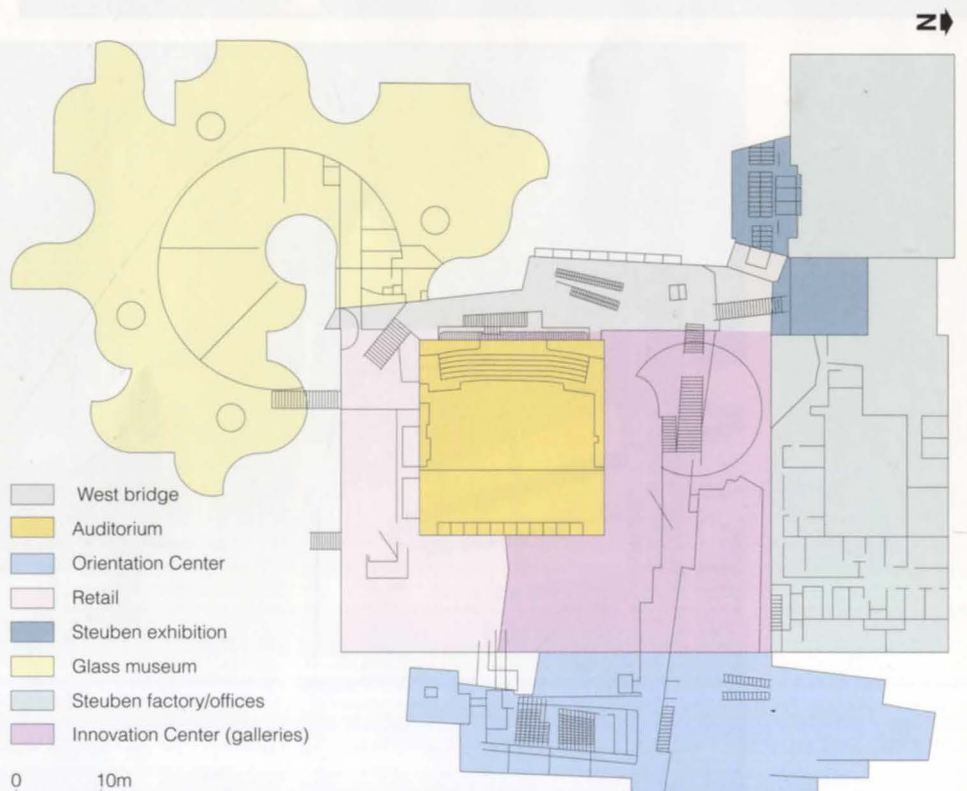 N
West bridge
Auditorium
Orientation Center
Retail
Steuben exhibition
Glass museum
Steuben factory/offices
Innovation Center (galleries)
0 10m